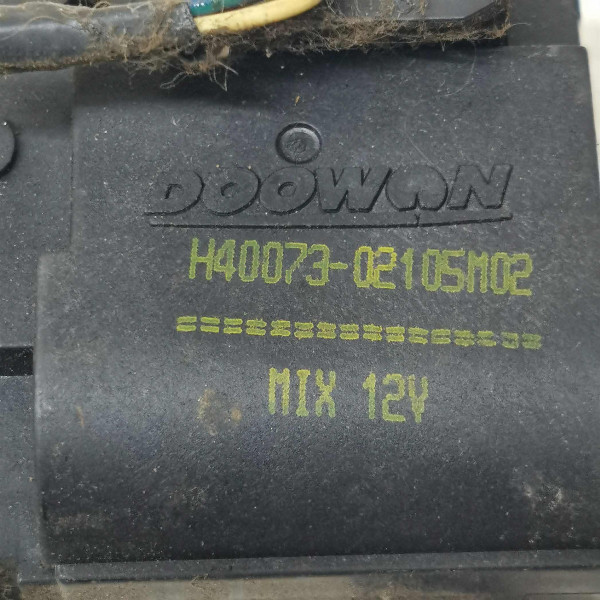 DOOWON
H40073-02105M02
================
MIX 12V